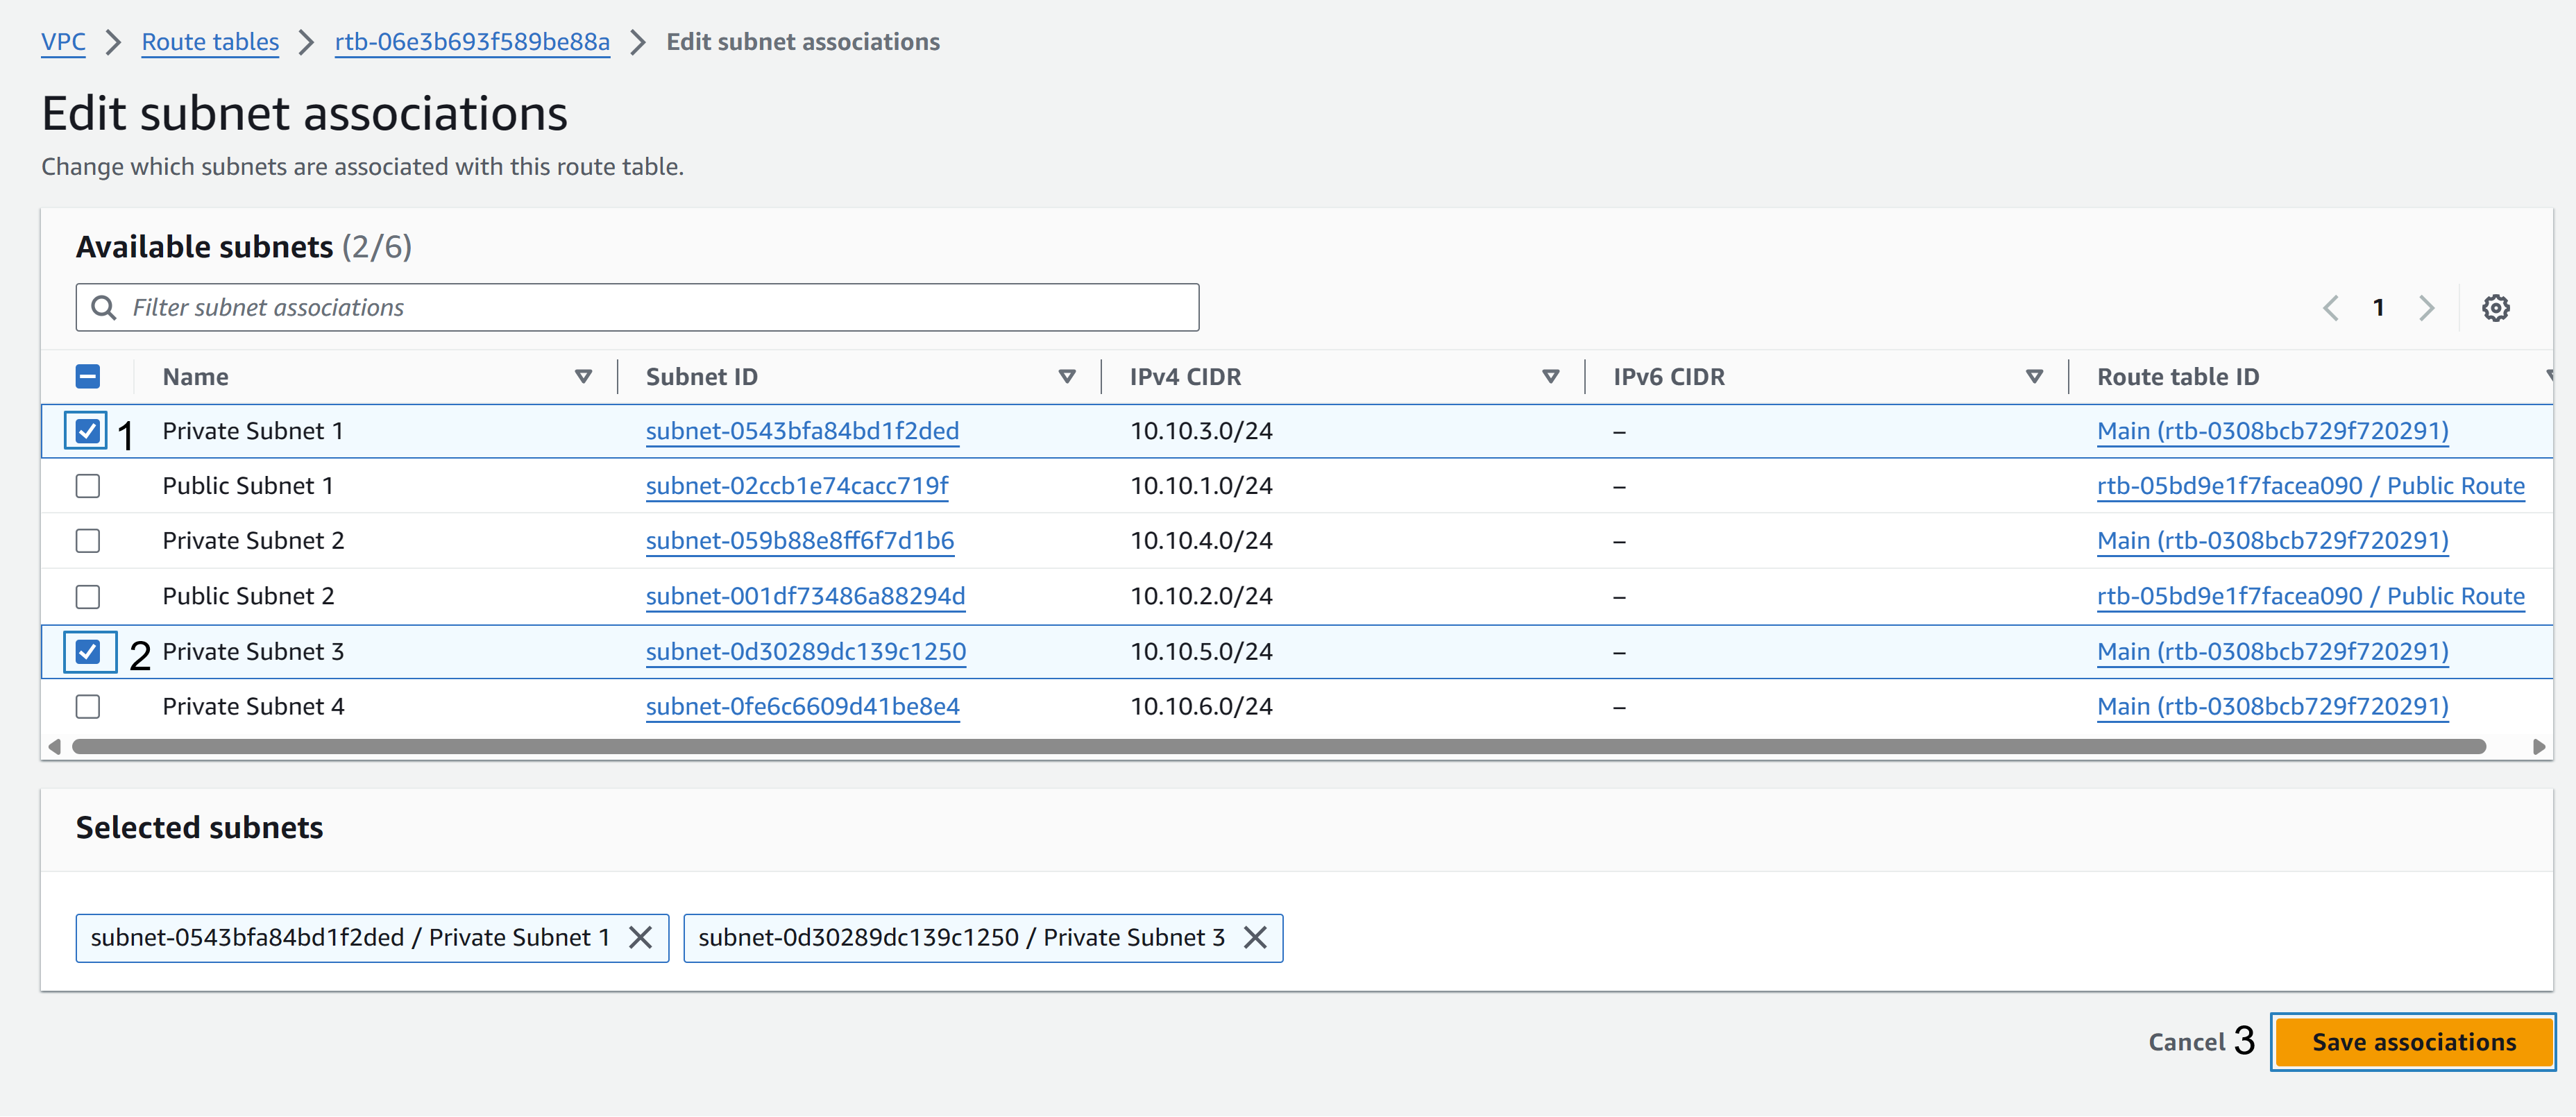 VPC > Route tables > rtb-06e3b693f589be88a > Edit subnet associations
Edit subnet associations
Change which subnets are associated with this route table.
Available subnets (2/6)
Filter subnet associations
1
Name Subnet ID IPv4 CIDR IPv6 CIDR Route table ID
1 Private Subnet 1 subnet-0543bfa84bd1f2ded 10.10.3.0/24 – Main (rtb-0308bcb729f720291)
Public Subnet 1 subnet-02ccb1e74cacc719f 10.10.1.0/24 – rtb-05bd9e1f7facea090 / Public Route
Private Subnet 2 subnet-059b88e8ff6f7d1b6 10.10.4.0/24 – Main (rtb-0308bcb729f720291)
Public Subnet 2 subnet-001df73486a88294d 10.10.2.0/24 – rtb-05bd9e1f7facea090 / Public Route
2 Private Subnet 3 subnet-0d30289dc139c1250 10.10.5.0/24 – Main (rtb-0308bcb729f720291)
Private Subnet 4 subnet-0fe6c6609d41be8e4 10.10.6.0/24 – Main (rtb-0308bcb729f720291)
Selected subnets
subnet-0543bfa84bd1f2ded / Private Subnet 1 subnet-0d30289dc139c1250 / Private Subnet 3
Cancel 3 Save associations